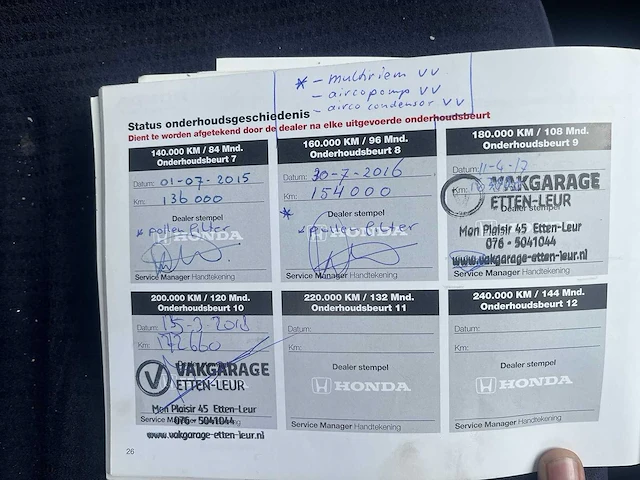 * - multiriem VV
- aircopomp VV
- airco condensor VV
Status onderhoudsgeschiedenis
Dient te worden afgetekend door de dealer na elke uitgevoerde onderhoudsbeurt
140.000 KM / 84 Mnd.
Onderhoudsbeurt 7
Datum: 01-07-2015
Km: 136000
Dealer stempel
* pollen filter
HONDA
Service Manager Handtekening
160.000 KM / 96 Mnd.
Onderhoudsbeurt 8
Datum: 30-7-2016
Km: 154000
Dealer stempel
* pollen filter
HONDA
Service Manager Handtekening
180.000 KM / 108 Mnd.
Onderhoudsbeurt 9
Datum: 11-4-17
Km:
VAKGARAGE
ETTEN-LEUR
Dealer stempel
Mon Plaisir 45 Etten-Leur
076 - 5041044
www.vakgarage-etten-leur.nl
Service Manager Handtekening
200.000 KM / 120 Mnd.
Onderhoudsbeurt 10
Datum: 15-3-2018
Km: 172660
VAKGARAGE
ETTEN-LEUR
Mon Plaisir 45 Etten-Leur
076 - 5041044
www.vakgarage-etten-leur.nl
220.000 KM / 132 Mnd.
Onderhoudsbeurt 11
Datum:
Km:
Dealer stempel
HONDA
Service Manager Handtekening
240.000 KM / 144 Mnd.
Onderhoudsbeurt 12
Datum:
Km:
Dealer stempel
HONDA
Service Manager Handtekening
26